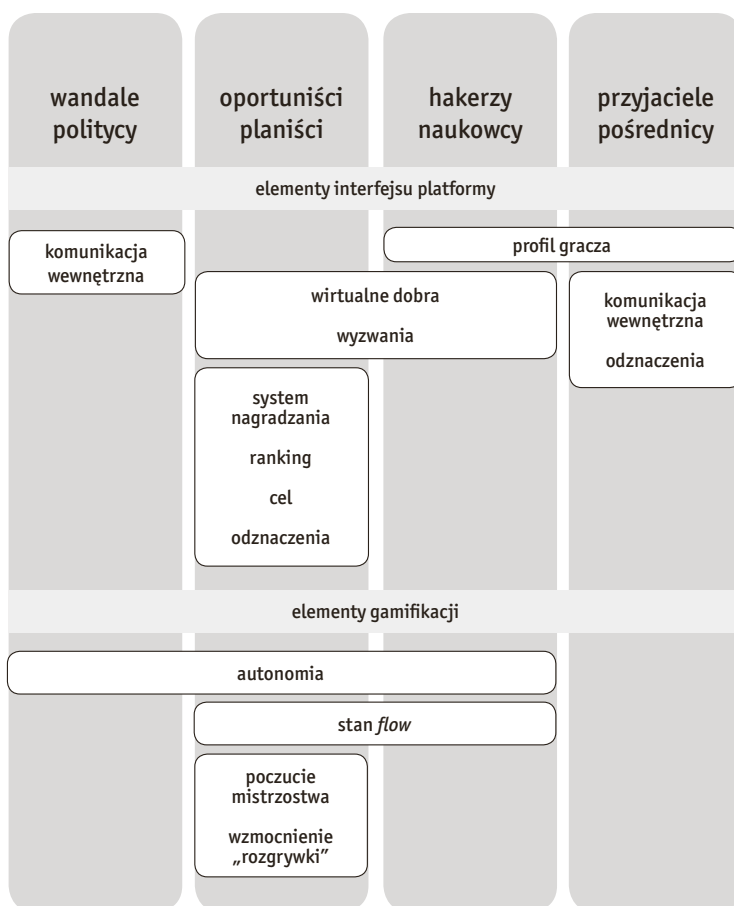 wandale
politycy
oportuniści
planiści
hakerzy
naukowcy
przyjaciele
pośrednicy
elementy interfejsu platformy
komunikacja
wewnętrzna
profil gracza
wirtualne dobra
wyzwania
komunikacja
wewnętrzna
odznaczenia
system
nagradzania
ranking
cel
odznaczenia
elementy gamifikacji
autonomia
stan flow
poczucie
mistrzostwa
wzmocnienie
„rozgrywki”